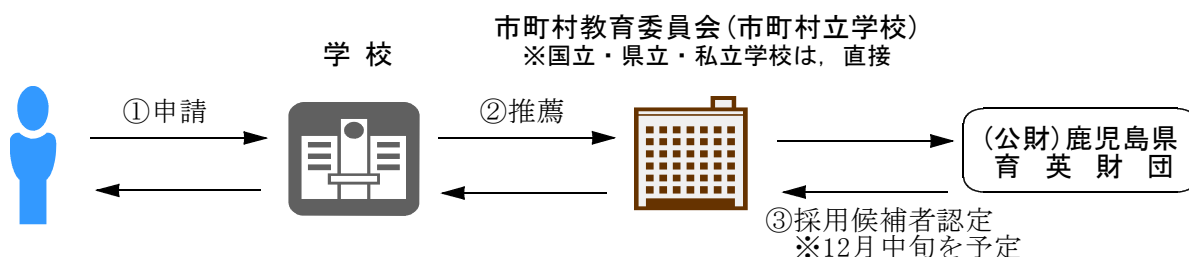 学校
市町村教育委員会(市町村立学校)
※国立・県立・私立学校は,直接
①申請
②推薦
(公財)鹿児島県
育英財団
③採用候補者認定
※12月中旬を予定